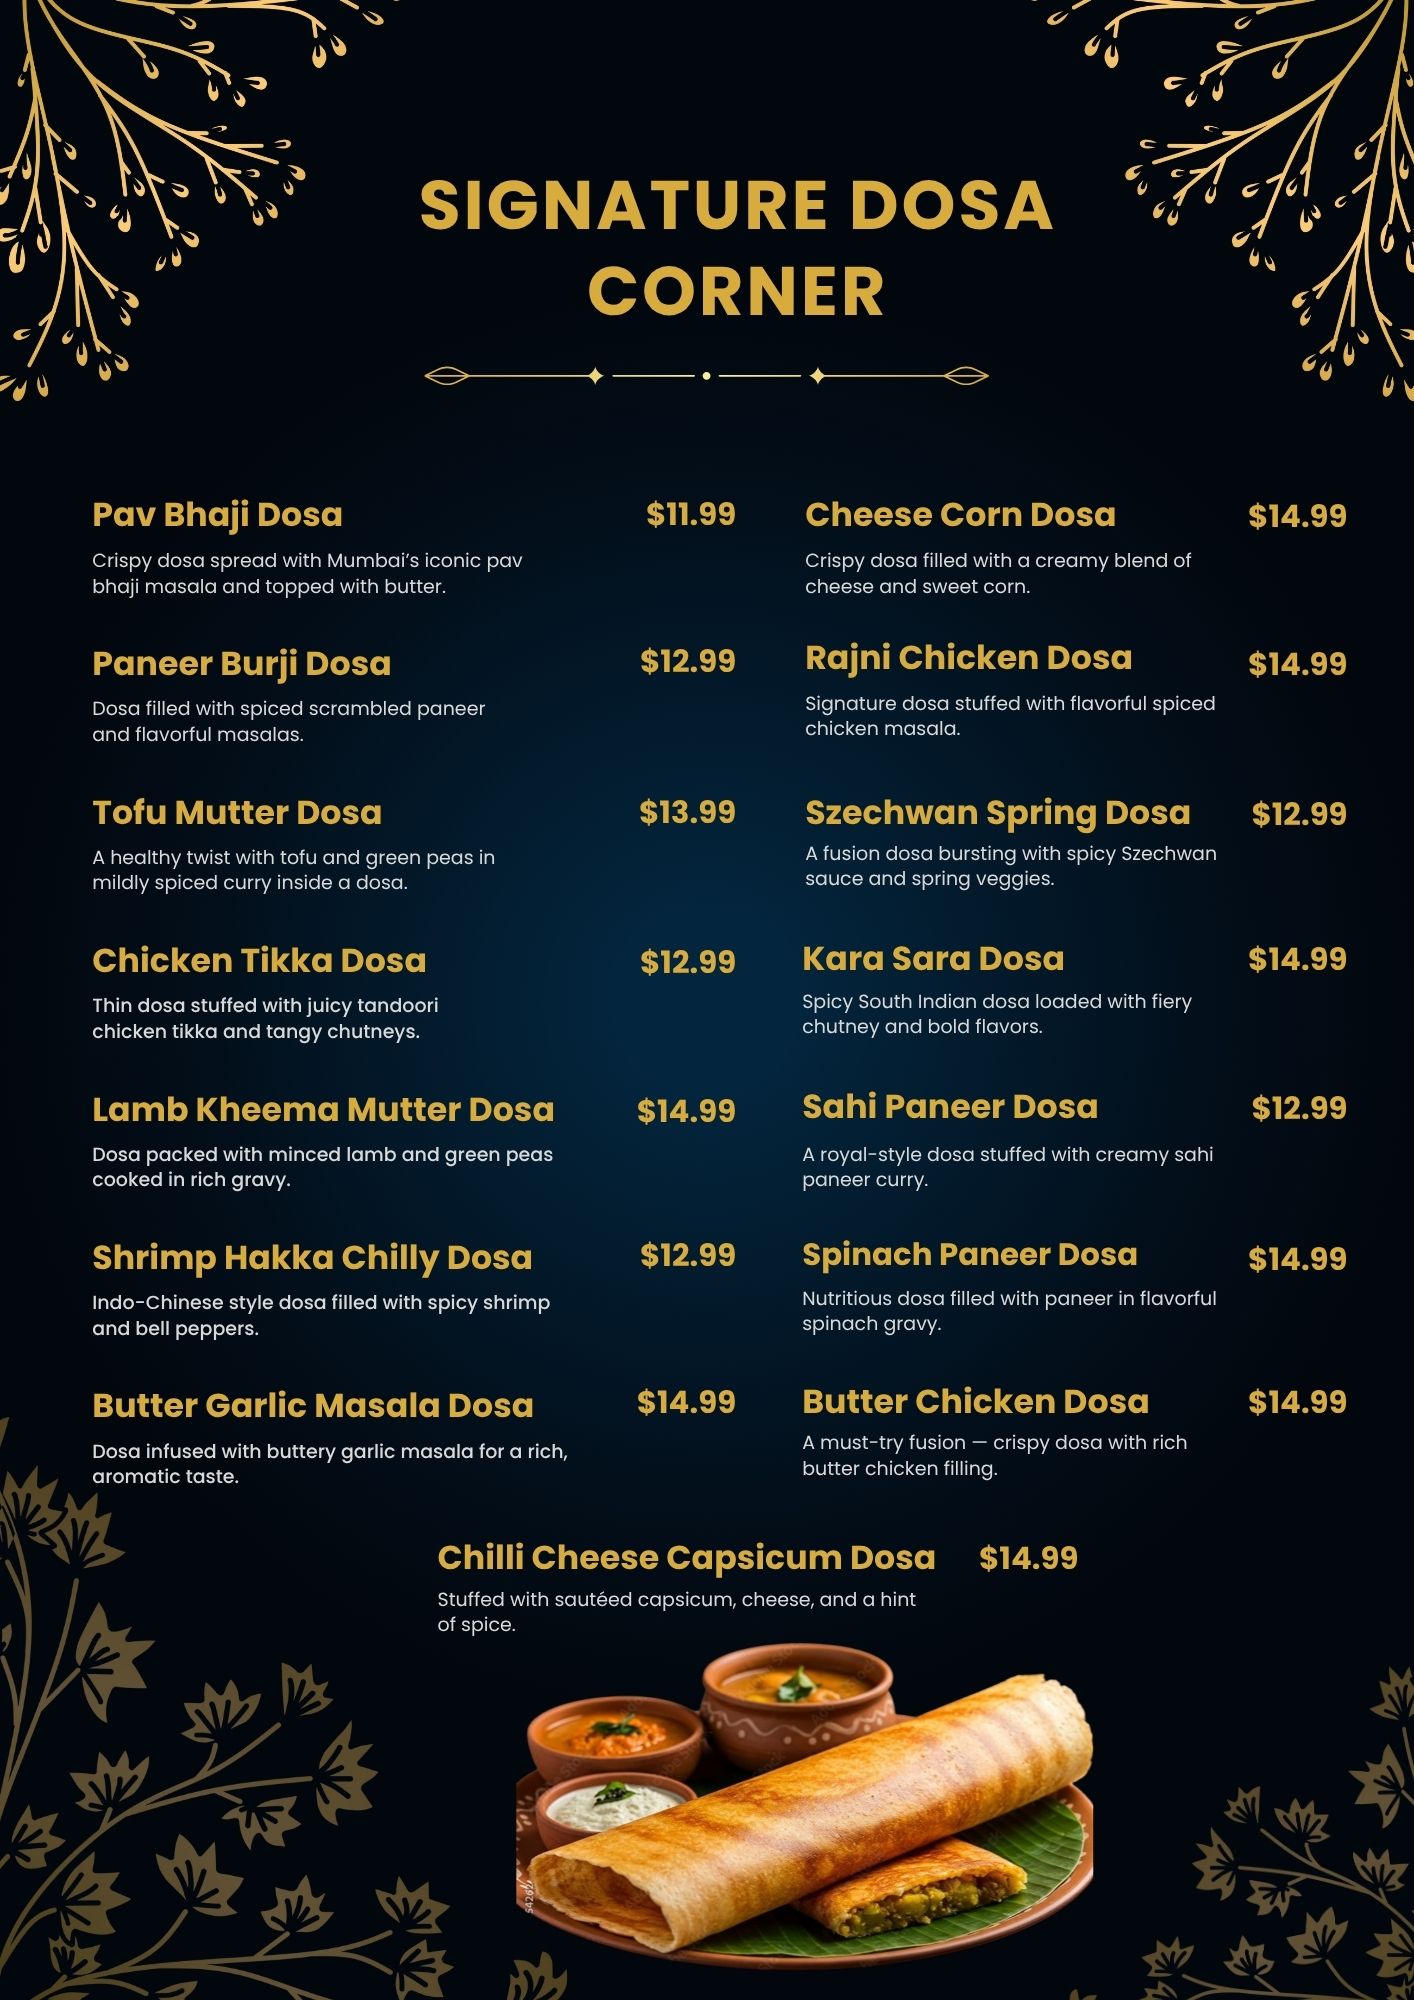 SIGNATURE DOSA
CORNER
Pav Bhaji Dosa $11.99
Crispy dosa spread with Mumbai's iconic pav
bhaji masala and topped with butter.
Paneer Burji Dosa $12.99
Dosa filled with spiced scrambled paneer
and flavorful masalas.
Tofu Mutter Dosa $13.99
A healthy twist with tofu and green peas in
mildly spiced curry inside a dosa.
Chicken Tikka Dosa $12.99
Thin dosa stuffed with juicy tandoori
chicken tikka and tangy chutneys.
Lamb Kheema Mutter Dosa $14.99
Dosa packed with minced lamb and green peas
cooked in rich gravy.
Shrimp Hakka Chilly Dosa $12.99
Indo-Chinese style dosa filled with spicy shrimp
and bell peppers.
Butter Garlic Masala Dosa $14.99
Dosa infused with buttery garlic masala for a rich,
aromatic taste.
Cheese Corn Dosa $14.99
Crispy dosa filled with a creamy blend of
cheese and sweet corn.
Rajni Chicken Dosa $14.99
Signature dosa stuffed with flavorful spiced
chicken masala.
Szechwan Spring Dosa $12.99
A fusion dosa bursting with spicy Szechwan
sauce and spring veggies.
Kara Sara Dosa $14.99
Spicy South Indian dosa loaded with fiery
chutney and bold flavors.
Sahi Paneer Dosa $12.99
A royal-style dosa stuffed with creamy sahi
paneer curry.
Spinach Paneer Dosa $14.99
Nutritious dosa filled with paneer in flavorful
spinach gravy.
Butter Chicken Dosa $14.99
A must-try fusion — crispy dosa with rich
butter chicken filling.
Chilli Cheese Capsicum Dosa $14.99
Stuffed with sautéed capsicum, cheese, and a hint
of spice.